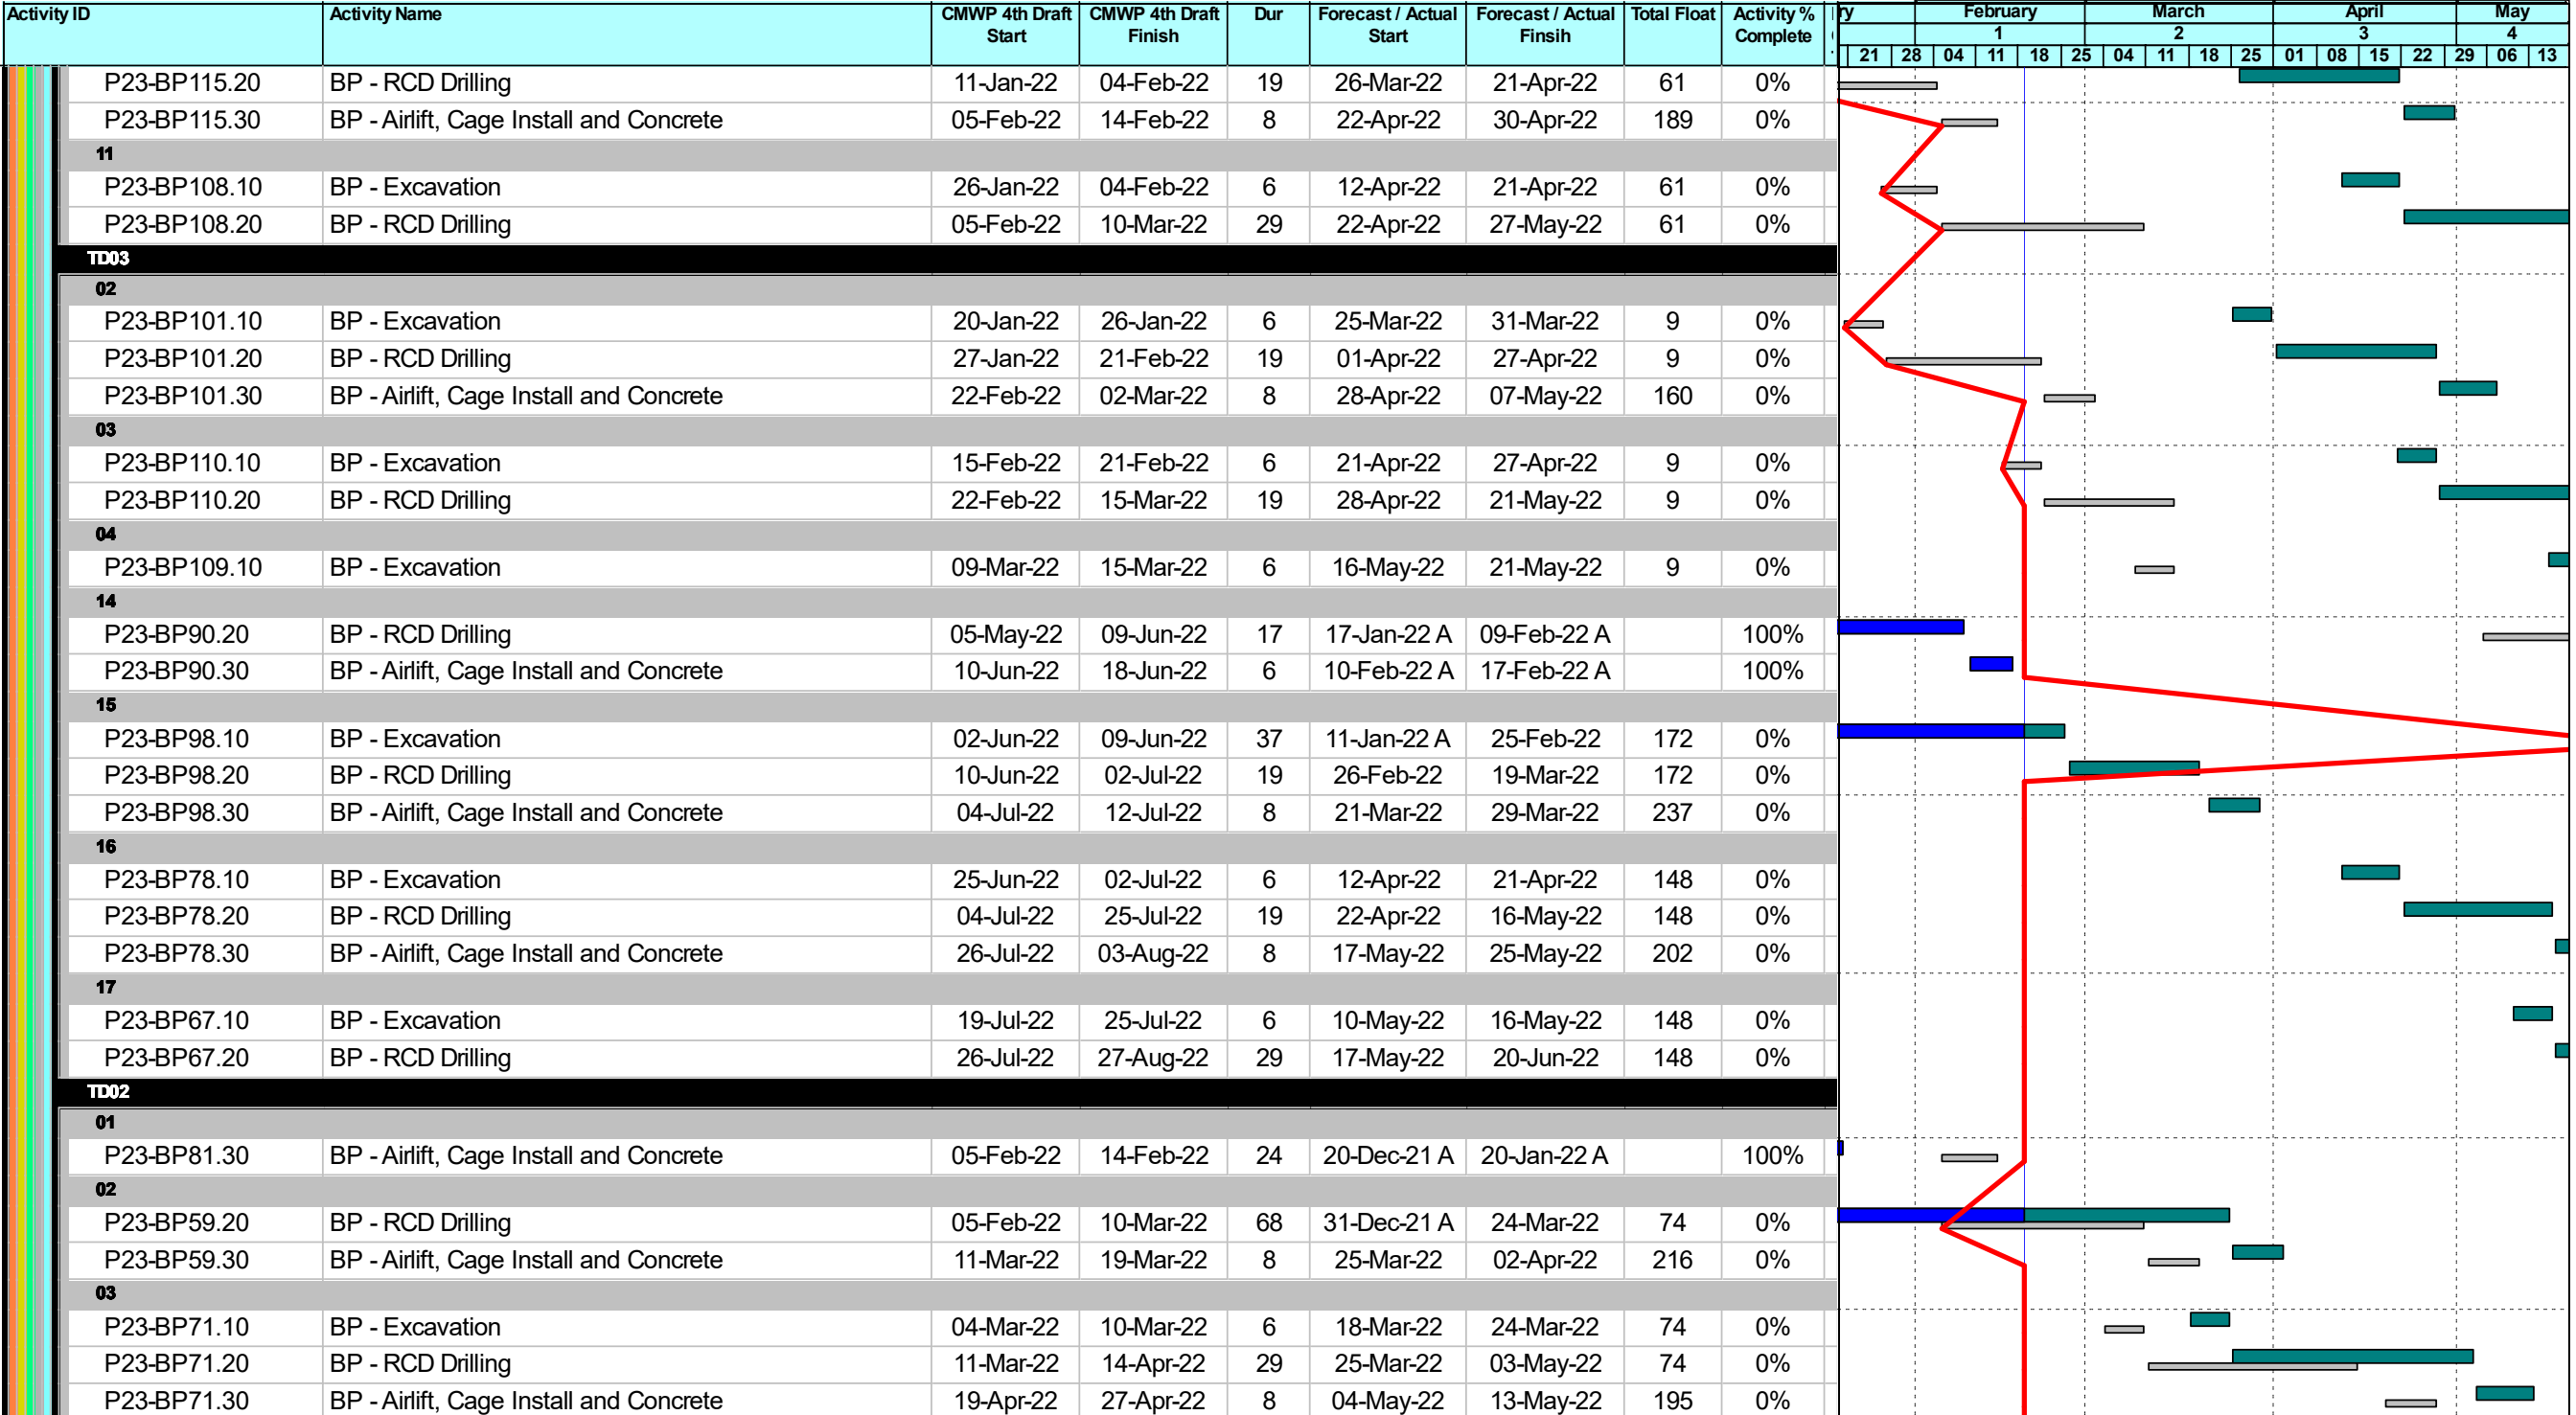 Activity ID Activity Name CMWP 4th Draft Start CMWP 4th Draft Finish Dur Forecast / Actual Start Forecast / Actual Finsih Total Float Activity % Complete ry February March April May
1 2 3 4
21 28 04 11 18 25 04 11 18 25 01 08 15 22 29 06 13
P23-BP115.20 BP - RCD Drilling 11-Jan-22 04-Feb-22 19 26-Mar-22 21-Apr-22 61 0%
P23-BP115.30 BP - Airlift, Cage Install and Concrete 05-Feb-22 14-Feb-22 8 22-Apr-22 30-Apr-22 189 0%
11
P23-BP108.10 BP - Excavation 26-Jan-22 04-Feb-22 6 12-Apr-22 21-Apr-22 61 0%
P23-BP108.20 BP - RCD Drilling 05-Feb-22 10-Mar-22 29 22-Apr-22 27-May-22 61 0%
TD03
02
P23-BP101.10 BP - Excavation 20-Jan-22 26-Jan-22 6 25-Mar-22 31-Mar-22 9 0%
P23-BP101.20 BP - RCD Drilling 27-Jan-22 21-Feb-22 19 01-Apr-22 27-Apr-22 9 0%
P23-BP101.30 BP - Airlift, Cage Install and Concrete 22-Feb-22 02-Mar-22 8 28-Apr-22 07-May-22 160 0%
03
P23-BP110.10 BP - Excavation 15-Feb-22 21-Feb-22 6 21-Apr-22 27-Apr-22 9 0%
P23-BP110.20 BP - RCD Drilling 22-Feb-22 15-Mar-22 19 28-Apr-22 21-May-22 9 0%
04
P23-BP109.10 BP - Excavation 09-Mar-22 15-Mar-22 6 16-May-22 21-May-22 9 0%
14
P23-BP90.20 BP - RCD Drilling 05-May-22 09-Jun-22 17 17-Jan-22 A 09-Feb-22 A 100%
P23-BP90.30 BP - Airlift, Cage Install and Concrete 10-Jun-22 18-Jun-22 6 10-Feb-22 A 17-Feb-22 A 100%
15
P23-BP98.10 BP - Excavation 02-Jun-22 09-Jun-22 37 11-Jan-22 A 25-Feb-22 172 0%
P23-BP98.20 BP - RCD Drilling 10-Jun-22 02-Jul-22 19 26-Feb-22 19-Mar-22 172 0%
P23-BP98.30 BP - Airlift, Cage Install and Concrete 04-Jul-22 12-Jul-22 8 21-Mar-22 29-Mar-22 237 0%
16
P23-BP78.10 BP - Excavation 25-Jun-22 02-Jul-22 6 12-Apr-22 21-Apr-22 148 0%
P23-BP78.20 BP - RCD Drilling 04-Jul-22 25-Jul-22 19 22-Apr-22 16-May-22 148 0%
P23-BP78.30 BP - Airlift, Cage Install and Concrete 26-Jul-22 03-Aug-22 8 17-May-22 25-May-22 202 0%
17
P23-BP67.10 BP - Excavation 19-Jul-22 25-Jul-22 6 10-May-22 16-May-22 148 0%
P23-BP67.20 BP - RCD Drilling 26-Jul-22 27-Aug-22 29 17-May-22 20-Jun-22 148 0%
TD02
01
P23-BP81.30 BP - Airlift, Cage Install and Concrete 05-Feb-22 14-Feb-22 24 20-Dec-21 A 20-Jan-22 A 100%
02
P23-BP59.20 BP - RCD Drilling 05-Feb-22 10-Mar-22 68 31-Dec-21 A 24-Mar-22 74 0%
P23-BP59.30 BP - Airlift, Cage Install and Concrete 11-Mar-22 19-Mar-22 8 25-Mar-22 02-Apr-22 216 0%
03
P23-BP71.10 BP - Excavation 04-Mar-22 10-Mar-22 6 18-Mar-22 24-Mar-22 74 0%
P23-BP71.20 BP - RCD Drilling 11-Mar-22 14-Apr-22 29 25-Mar-22 03-May-22 74 0%
P23-BP71.30 BP - Airlift, Cage Install and Concrete 19-Apr-22 27-Apr-22 8 04-May-22 13-May-22 195 0%